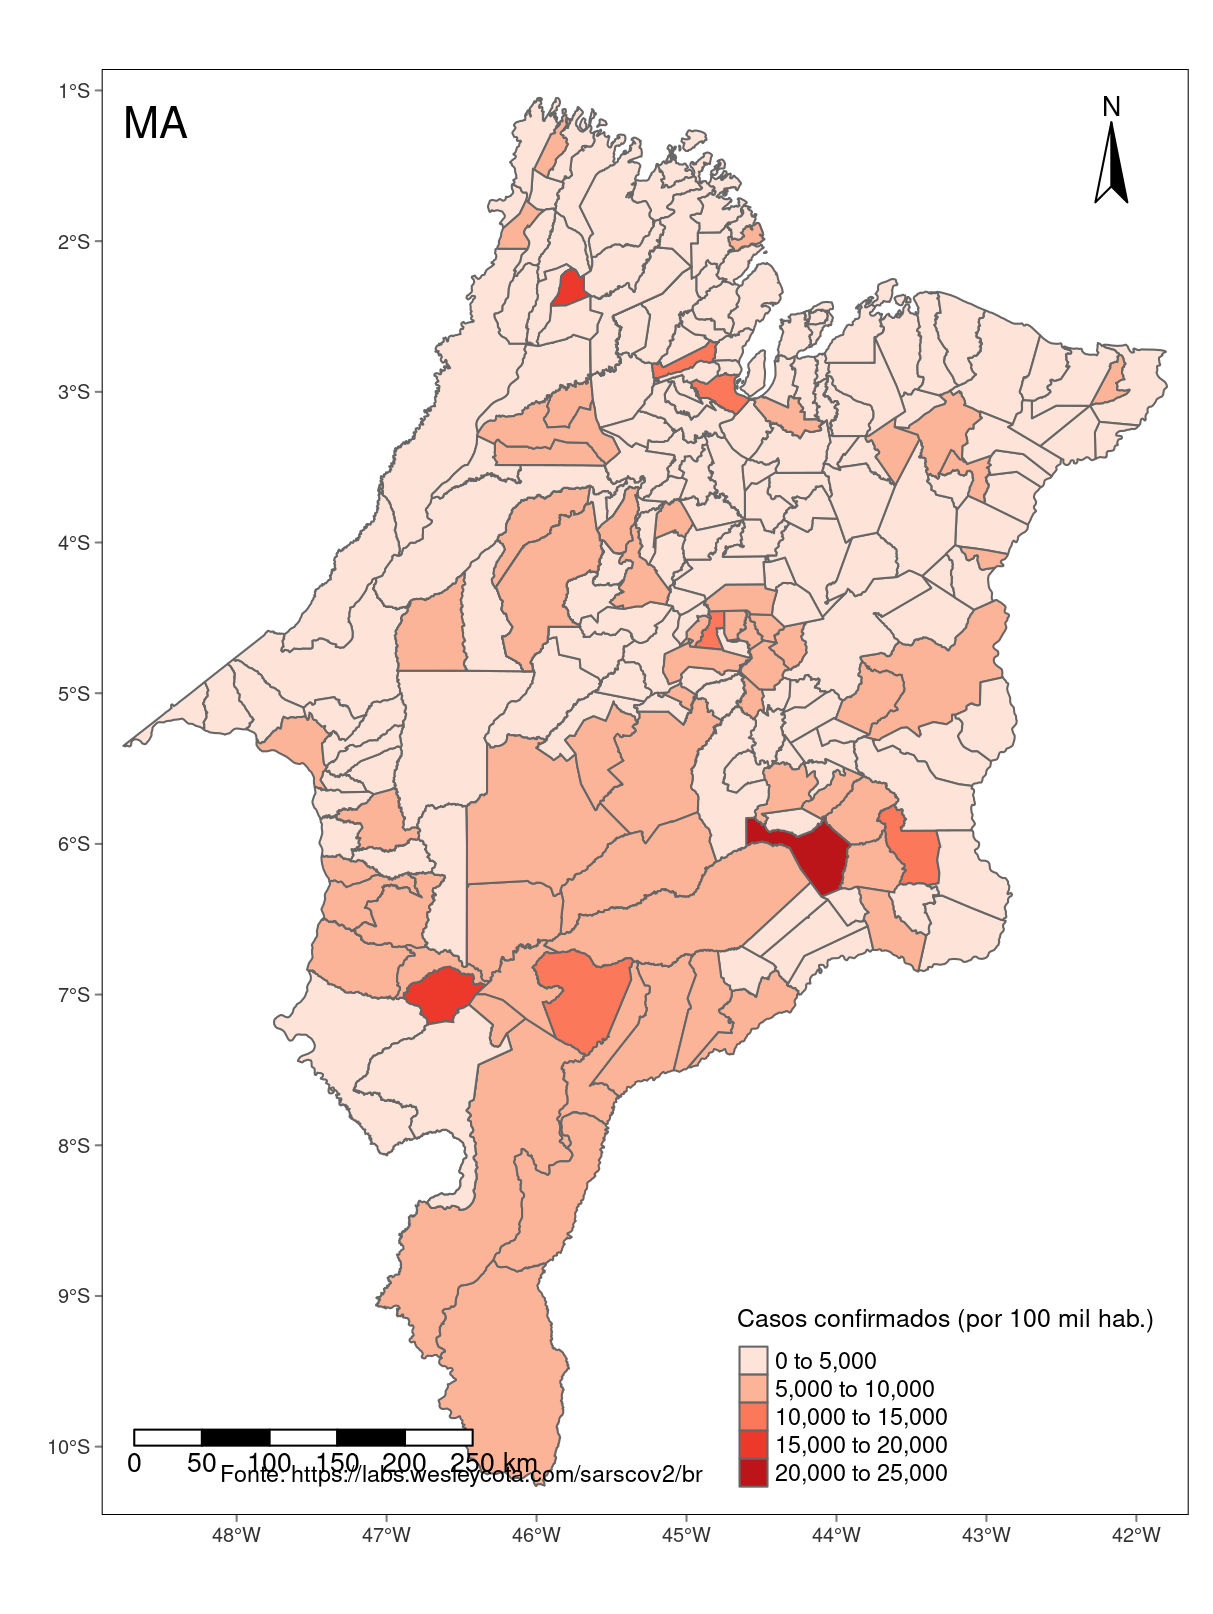 MA
N
1°S
2°S
3°S
4°S
5°S
6°S
7°S
8°S
9°S
10°S
Casos confirmados (por 100 mil hab.)
0 to 5,000
5,000 to 10,000
10,000 to 15,000
15,000 to 20,000
20,000 to 25,000
0 50 100 150 200 250 km
Fonte: https://labs.wesleycota.com/sarscov2/br
48°W 47°W 46°W 45°W 44°W 43°W 42°W